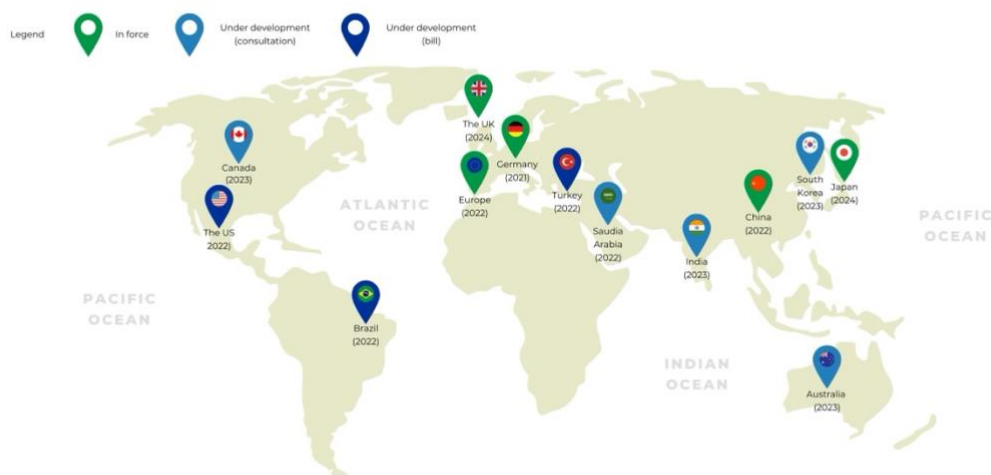 Legend
In force
Under development
(consultation)
Under development
(bill)
The UK
(2024)
Canada
(2023)
Germany
(2021)
South
Korea
(2023)
Japan
(2024)
Europe
(2022)
Turkey
(2022)
China
(2022)
ATLANTIC
OCEAN
The US
2022)
Saudia
Arabia
(2022)
PACIFIC
OCEAN
India
(2023)
PACIFIC
OCEAN
Brazil
(2022)
INDIAN
OCEAN
Australia
(2023)